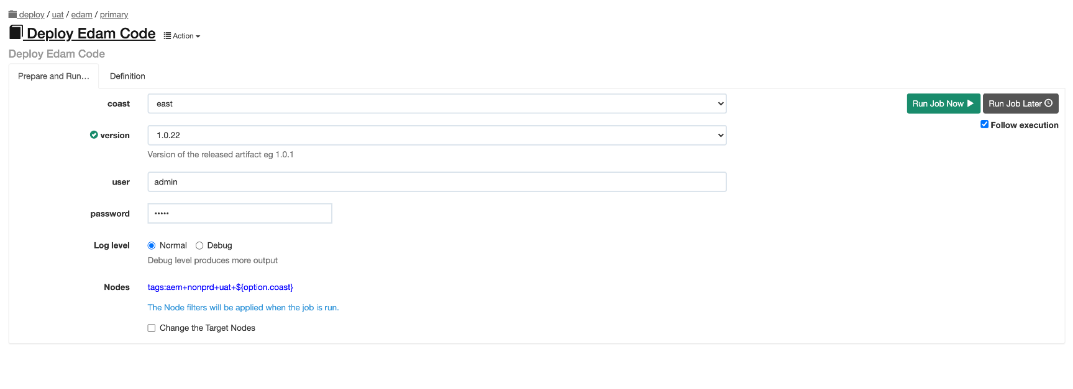 deploy / uat / edam / primary
Deploy Edam Code Action
Deploy Edam Code
Prepare and Run… Definition
coast east Run Job Now Run Job Later
version 1.0.22 Follow execution
Version of the released artifact eg 1.0.1
user admin
password •••••
Log level Normal Debug
Debug level produces more output
Nodes tags:aem+nonprd+uat+${option.coast}
The Node filters will be applied when the job is run.
Change the Target Nodes